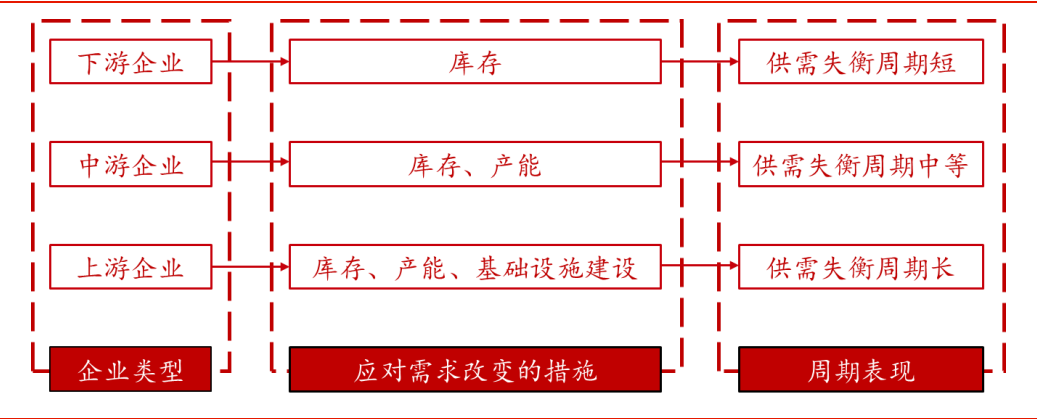 下游企业
库存
供需失衡周期短
中游企业
库存、产能
供需失衡周期中等
上游企业
库存、产能、基础设施建设
供需失衡周期长
企业类型
应对需求改变的措施
周期表现